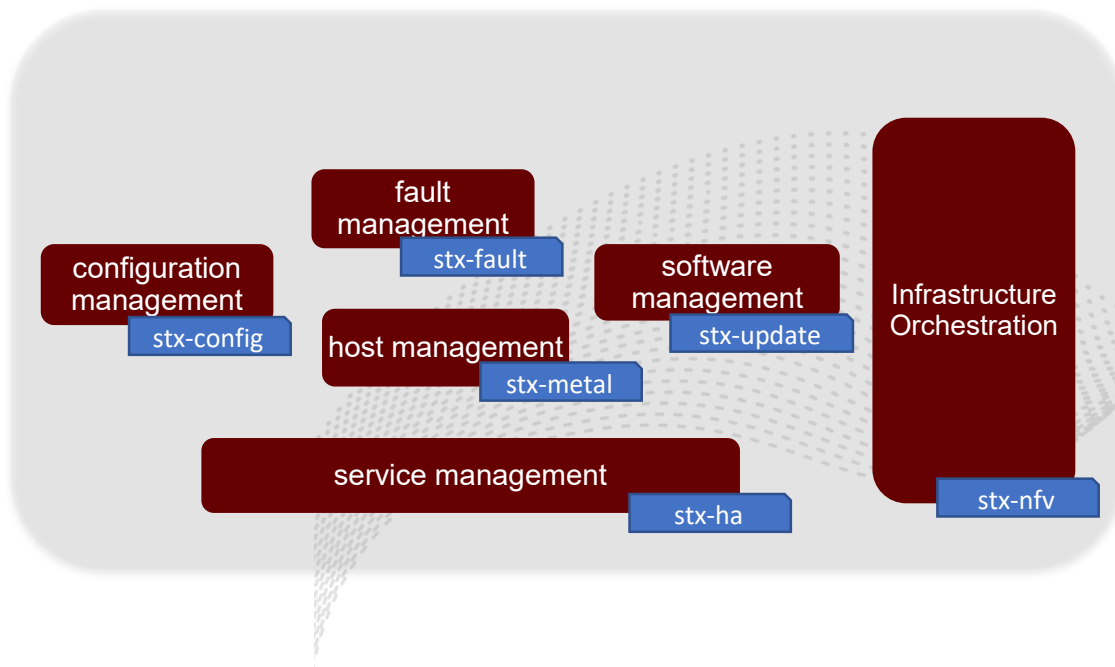 fault
management
stx-fault
configuration
management
stx-config
software
management
stx-update
host management
stx-metal
Infrastructure
Orchestration
stx-nfv
service management
stx-ha